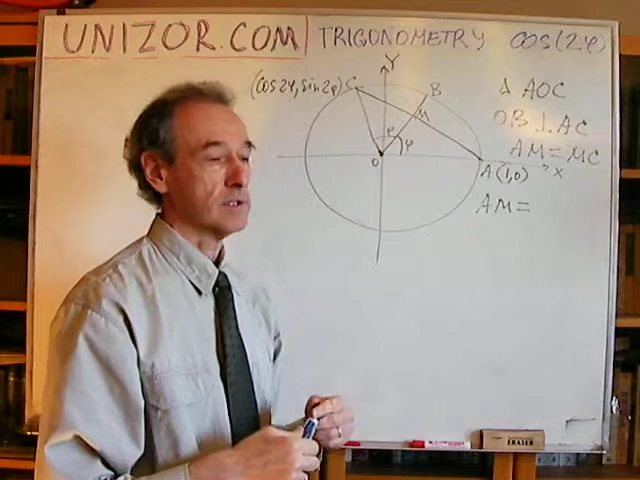 UNIZOR.COM | TRIGONOMETRY COS(2φ)
Y
(cos2φ, sin2φ) C
B
Δ AOC
M
OB ⊥ AC
φ
φ
AM = MC
O
A(1,0)
X
AM =
ERASER